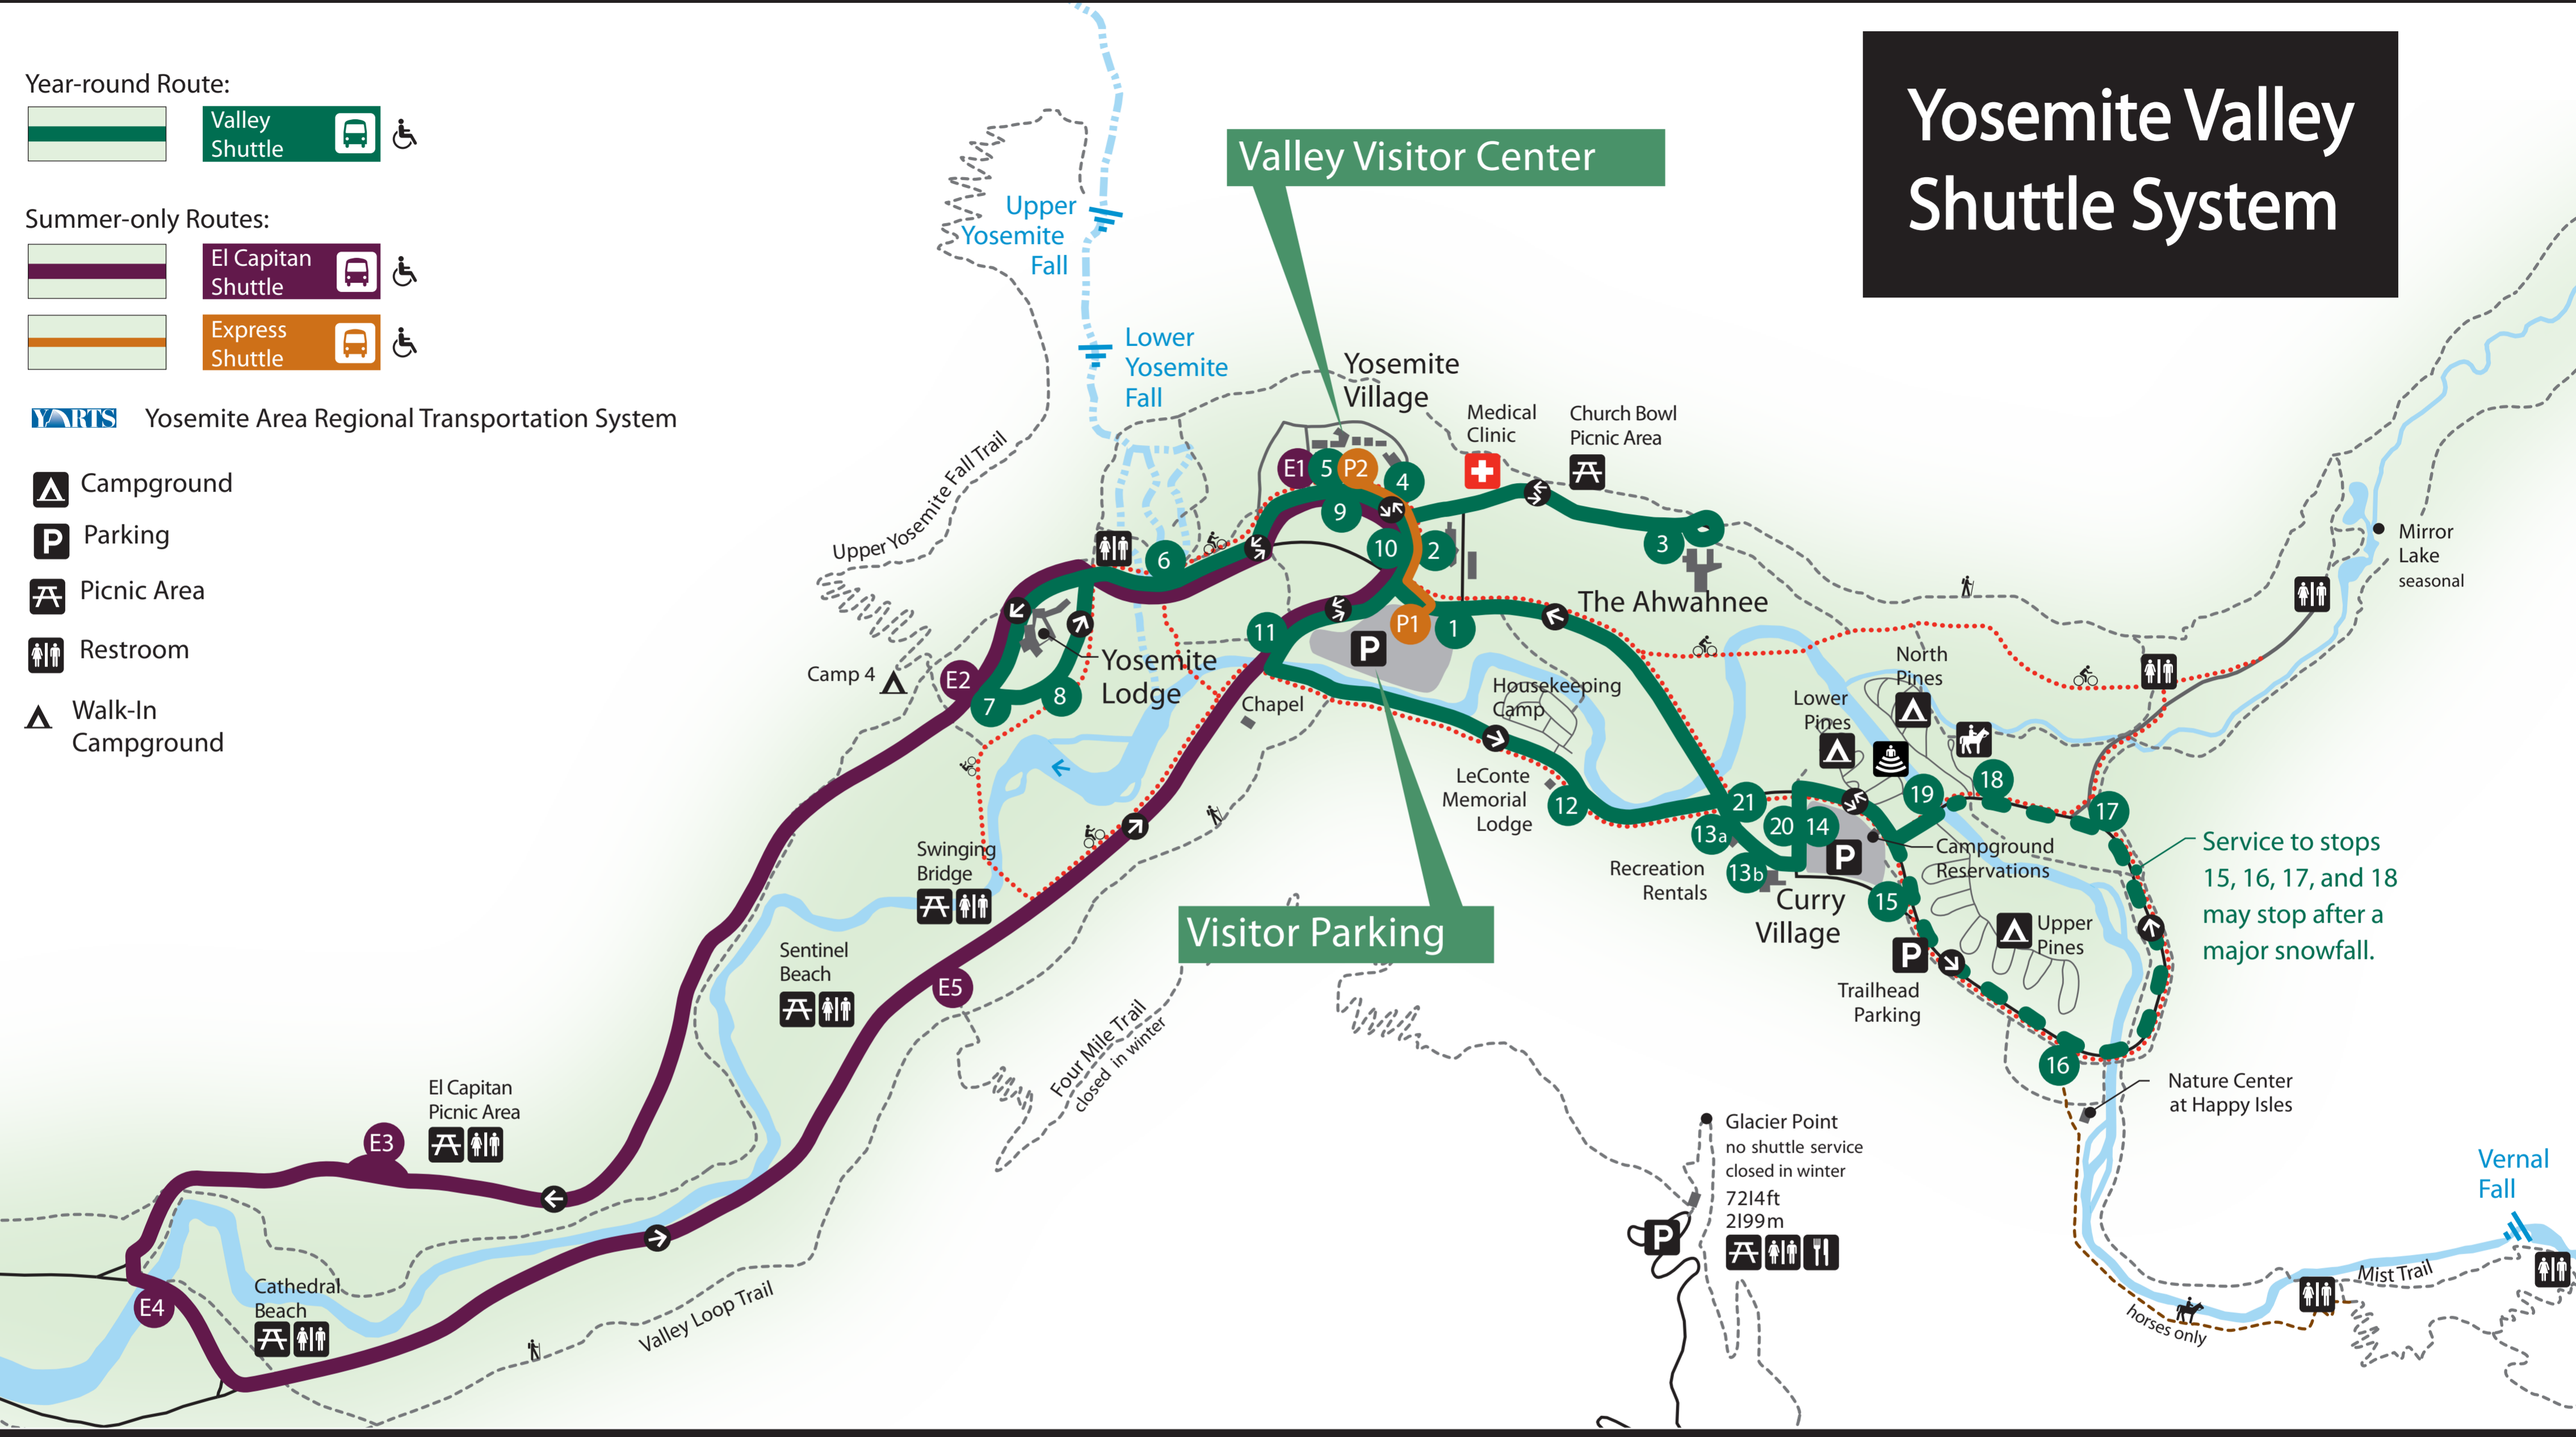 Yosemite Valley
Shuttle System
Year-round Route:
Valley
Shuttle
Summer-only Routes:
El Capitan
Shuttle
Express
Shuttle
YARTS
Yosemite Area Regional Transportation System
Campground
P
Parking
Picnic Area
Restroom
Walk-In
Campground
Valley Visitor Center
Upper
Yosemite
Fall
Lower
Yosemite
Fall
Yosemite
Village
Medical
Clinic
Church Bowl
Picnic Area
Upper Yosemite Fall Trail
E1
5
P2
4
9
10
2
3
6
11
P1
1
P
The Ahwahnee
Mirror
Lake
seasonal
Camp 4
E2
7
8
Yosemite
Lodge
Chapel
Housekeeping
Camp
North
Pines
Lower
Pines
LeConte
Memorial
Lodge
12
21
13a
20
14
13b
P
19
18
17
Recreation
Rentals
Curry
Village
15
Campground
Reservations
Upper
Pines
P
Trailhead
Parking
16
Service to stops
15, 16, 17, and 18
may stop after a
major snowfall.
Swinging
Bridge
Visitor Parking
Sentinel
Beach
E5
Four Mile Trail
closed in winter
Nature Center
at Happy Isles
El Capitan
Picnic Area
E3
E4
Cathedral
Beach
Valley Loop Trail
Glacier Point
no shuttle service
closed in winter
7214ft
2199m
P
Vernal
Fall
Mist Trail
horses only